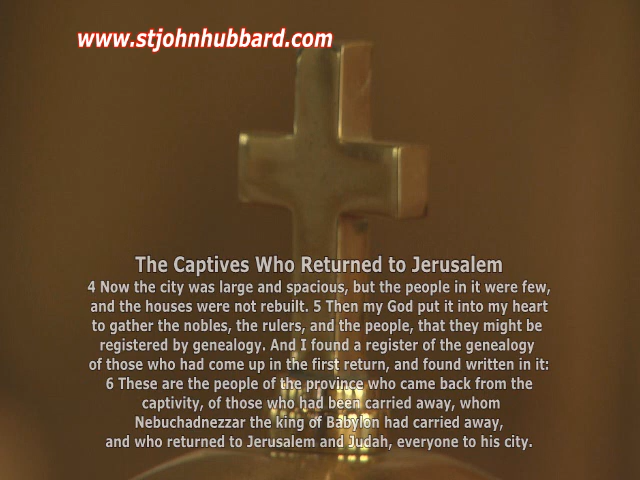 www.stjohnhubbard.com
The Captives Who Returned to Jerusalem
4 Now the city was large and spacious, but the people in it were few,
and the houses were not rebuilt. 5 Then my God put it into my heart
to gather the nobles, the rulers, and the people, that they might be
registered by genealogy. And I found a register of the genealogy
of those who had come up in the first return, and found written in it:
6 These are the people of the province who came back from the
captivity, of those who had been carried away, whom
Nebuchadnezzar the king of Babylon had carried away,
and who returned to Jerusalem and Judah, everyone to his city.